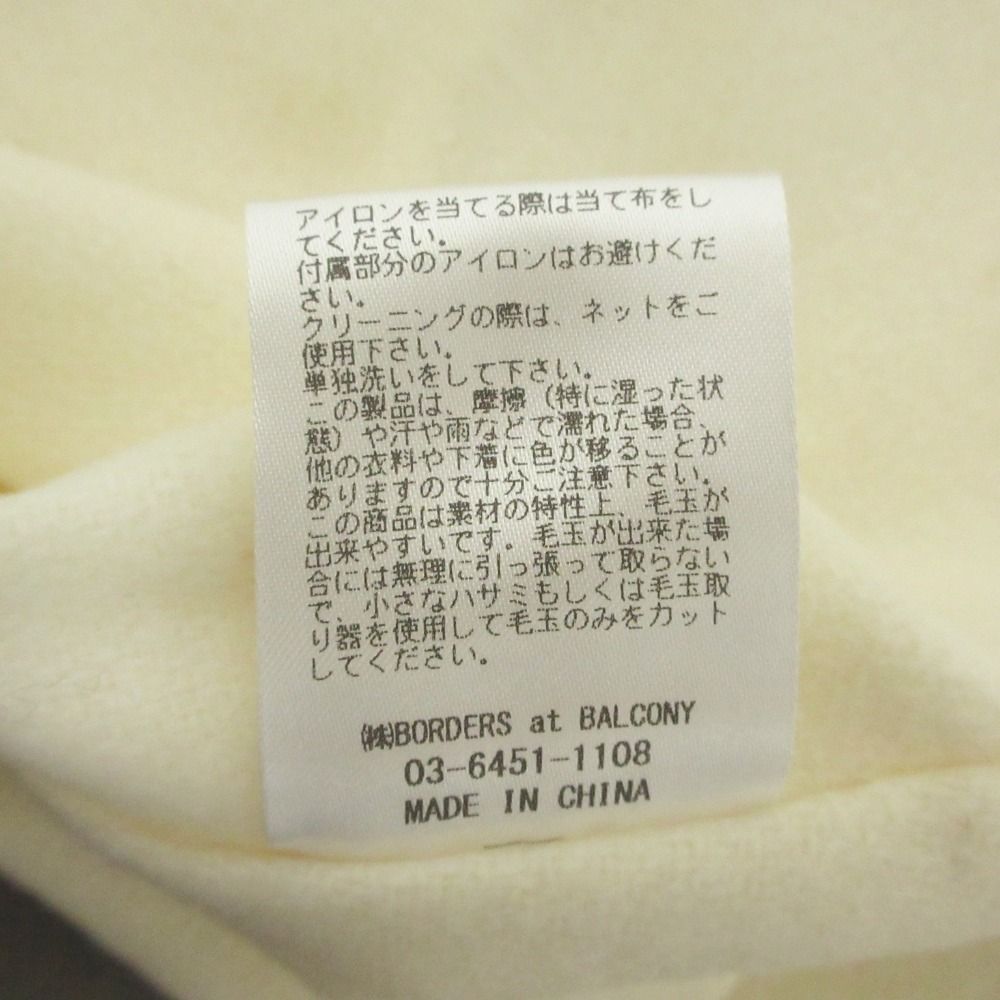 アイロンを当てる際は当て布をし
てください。
付属部分のアイロンはお避けくだ
さい。
クリーニングの際は、ネットをご
使用下さい。
単独洗いをして下さい。
この製品は、摩擦（特に湿った状
態）や汗や雨などで濡れた場合、
他の衣料や下着に色が移ることが
ありますので十分ご注意下さい。
この商品は素材の特性上、毛玉が
出来やすいです。毛玉が出来た場
合には無理に引っ張って取らない
で、小さなハサミもしくは毛玉取
り器を使用して毛玉のみをカット
してください。
㈱BORDERS at BALCONY
03-6451-1108
MADE IN CHINA